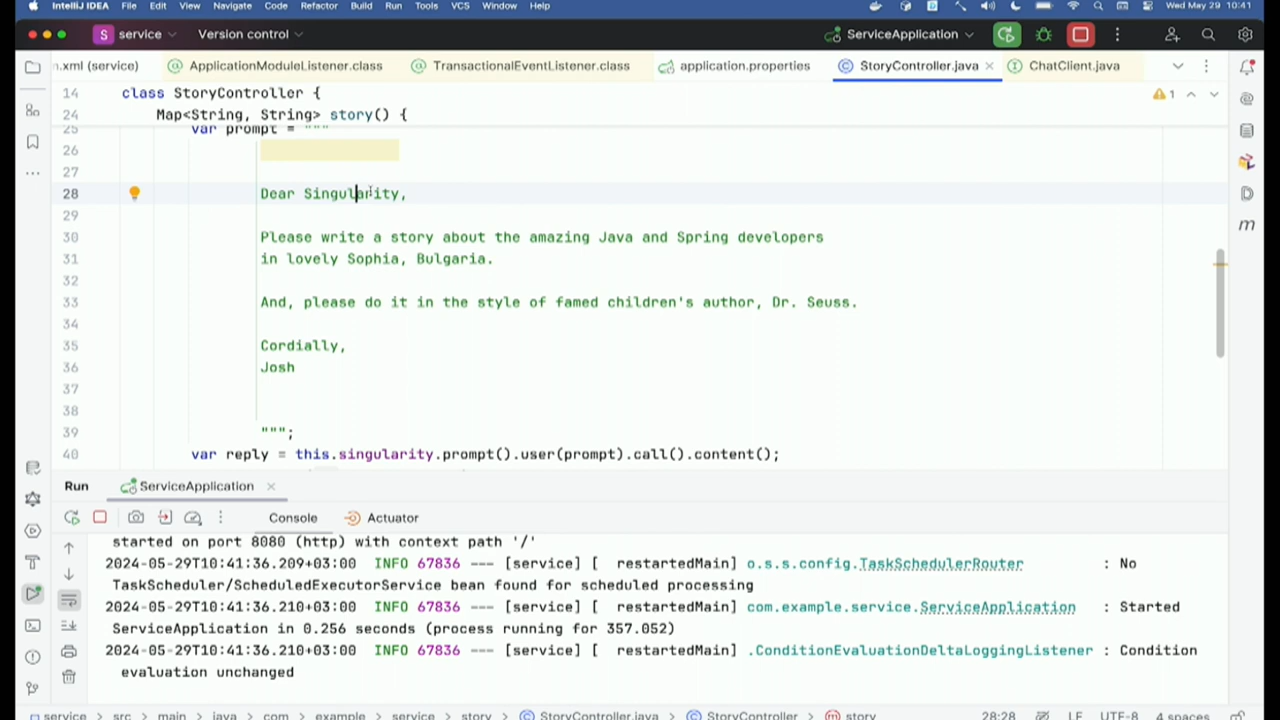 IntelliJ IDEA File Edit View Navigate Code Refactor Build Run Tools VCS Window Help Wed May 29 10:41
S service Version control ServiceApplication
n.xml (service) ApplicationModuleListener.class TransactionalEventListener.class application.properties StoryController.java ChatClient.java
14 class StoryController {
24 Map<String, String> story() {
25 var prompt = """
26
27
28 Dear Singularity,
29
30 Please write a story about the amazing Java and Spring developers
31 in lovely Sophia, Bulgaria.
32
33 And, please do it in the style of famed children's author, Dr. Seuss.
34
35 Cordially,
36 Josh
37
38
39 """;
40 var reply = this.singularity.prompt().user(prompt).call().content();
1
Run ServiceApplication
Console Actuator
started on port 8080 (http) with context path '/'
2024-05-29T10:41:36.209+03:00 INFO 67836 --- [service] [ restartedMain] o.s.s.config.TaskSchedulerRouter : No
TaskScheduler/ScheduledExecutorService bean found for scheduled processing
2024-05-29T10:41:36.210+03:00 INFO 67836 --- [service] [ restartedMain] com.example.service.ServiceApplication : Started
ServiceApplication in 0.256 seconds (process running for 357.052)
2024-05-29T10:41:36.210+03:00 INFO 67836 --- [service] [ restartedMain] .ConditionEvaluationDeltaLoggingListener : Condition
evaluation unchanged
service > src > main > java > com > example > service > story > StoryController.java > StoryController > story 28:28 LF UTF-8 4 spaces